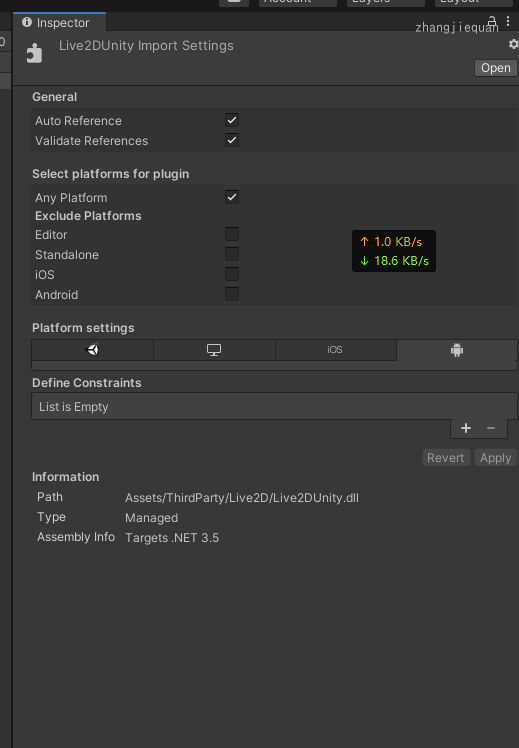 Account
Layers
Layout
Inspector
zhangjiequan
Live2DUnity Import Settings
Open
General
Auto Reference
Validate References
Select platforms for plugin
Any Platform
Exclude Platforms
Editor
Standalone
iOS
Android
↑ 1.0 KB/s
↓ 18.6 KB/s
Platform settings
iOS
Define Constraints
List is Empty
+ −
Revert Apply
Information
Path Assets/ThirdParty/Live2D/Live2DUnity.dll
Type Managed
Assembly Info Targets .NET 3.5